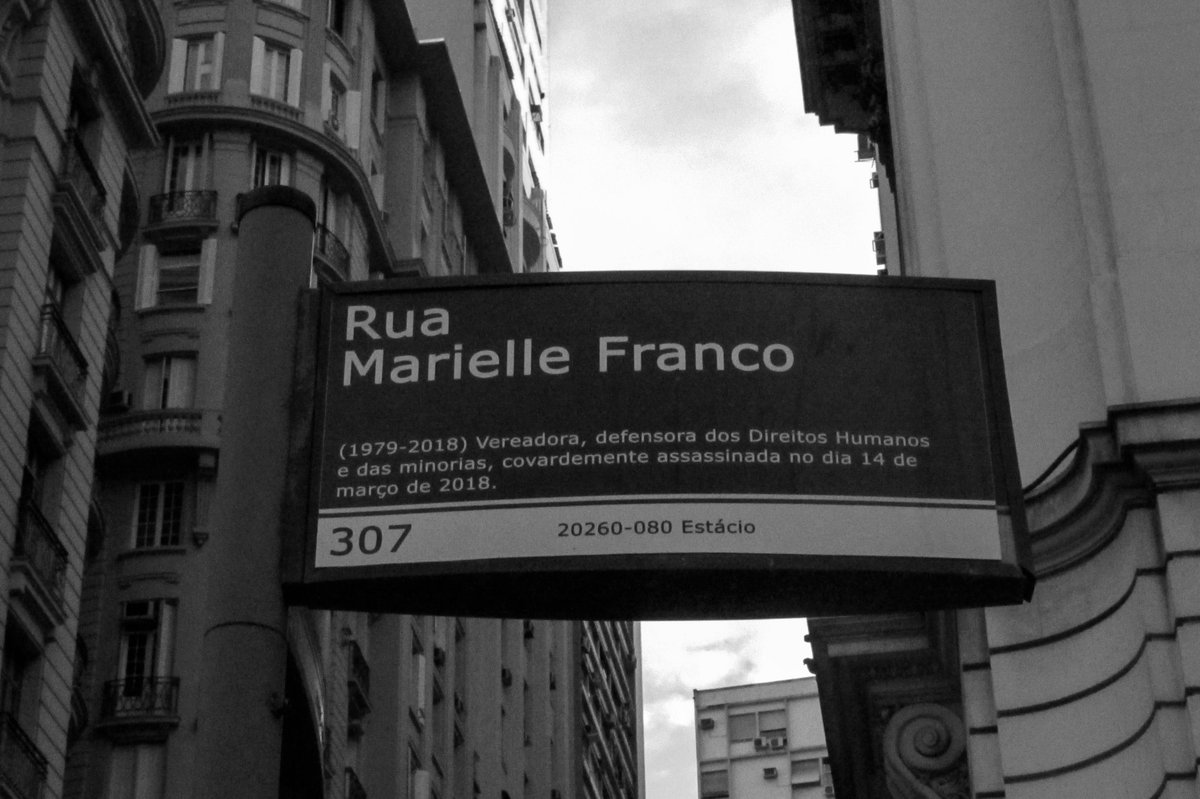 Rua
Marielle Franco
(1979-2018) Vereadora, defensora dos Direitos Humanos
e das minorias, covardemente assassinada no dia 14 de
março de 2018.
307 20260-080 Estácio